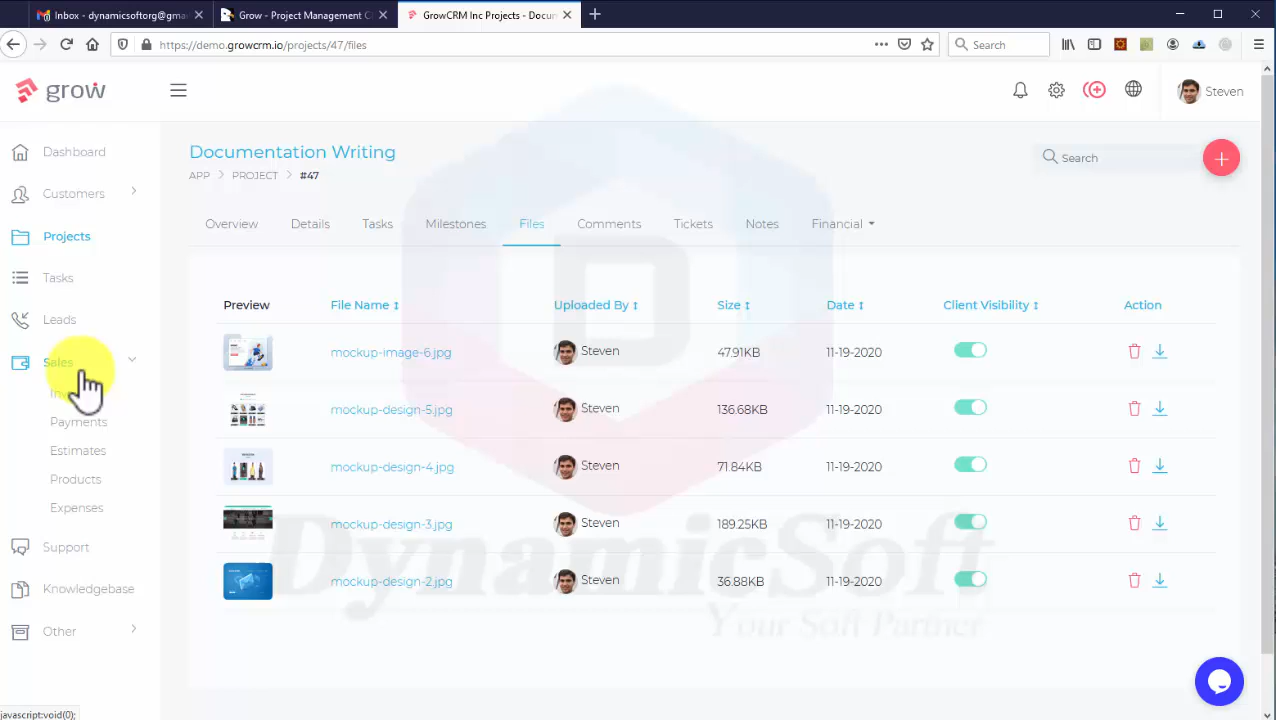 Inbox - dynamicsoftorg@gma
Grow - Project Management C
GrowCRM Inc Projects - Docum
https://demo.growcrm.io/projects/47/files
Search
grow
Steven
Dashboard
Customers
Projects
Tasks
Leads
Sales
Payments
Estimates
Products
Expenses
Support
Knowledgebase
Other
Documentation Writing
APP > PROJECT > #47
Search
Overview Details Tasks Milestones Files Comments Tickets Notes Financial
Preview File Name Uploaded By Size Date Client Visibility Action
mockup-image-6.jpg Steven 47.91KB 11-19-2020
mockup-design-5.jpg Steven 136.68KB 11-19-2020
mockup-design-4.jpg Steven 71.84KB 11-19-2020
mockup-design-3.jpg Steven 189.25KB 11-19-2020
mockup-design-2.jpg Steven 36.88KB 11-19-2020
DynamicSoft
Your Soft Partner
javascript:void(0);